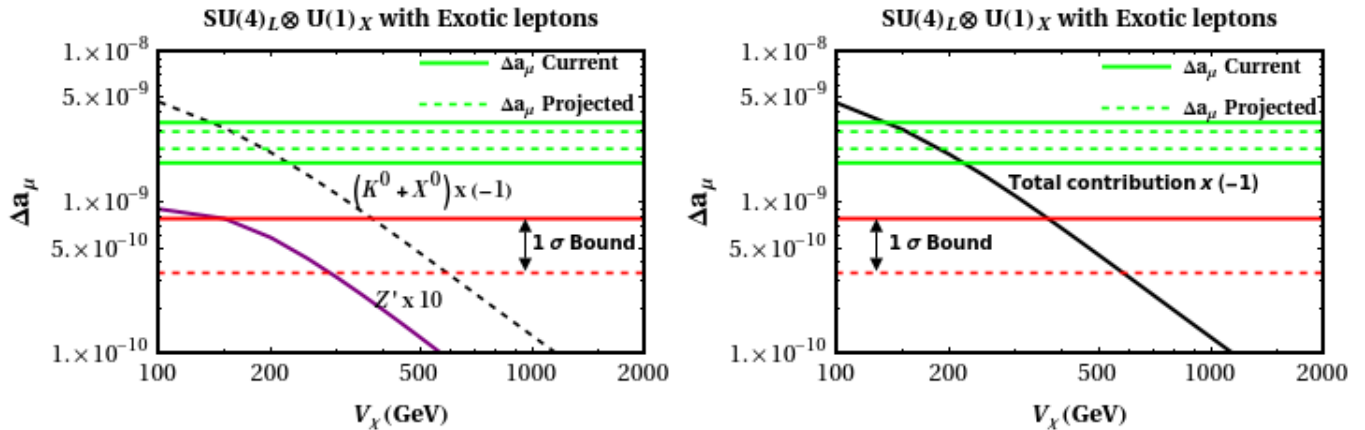 SU(4)_L ⊗ U(1)_X with Exotic leptons
1.×10⁻⁸
5.×10⁻⁹
1.×10⁻⁹
5.×10⁻¹⁰
1.×10⁻¹⁰
Δa_μ
Δa_μ Current
Δa_μ Projected
(K⁰ + X⁰) x (−1)
1 σ Bound
Z' x 10
100 200 500 1000 2000
V_χ (GeV)
SU(4)_L ⊗ U(1)_X with Exotic leptons
1.×10⁻⁸
5.×10⁻⁹
1.×10⁻⁹
5.×10⁻¹⁰
1.×10⁻¹⁰
Δa_μ
Δa_μ Current
Δa_μ Projected
Total contribution x (−1)
1 σ Bound
100 200 500 1000 2000
V_χ (GeV)